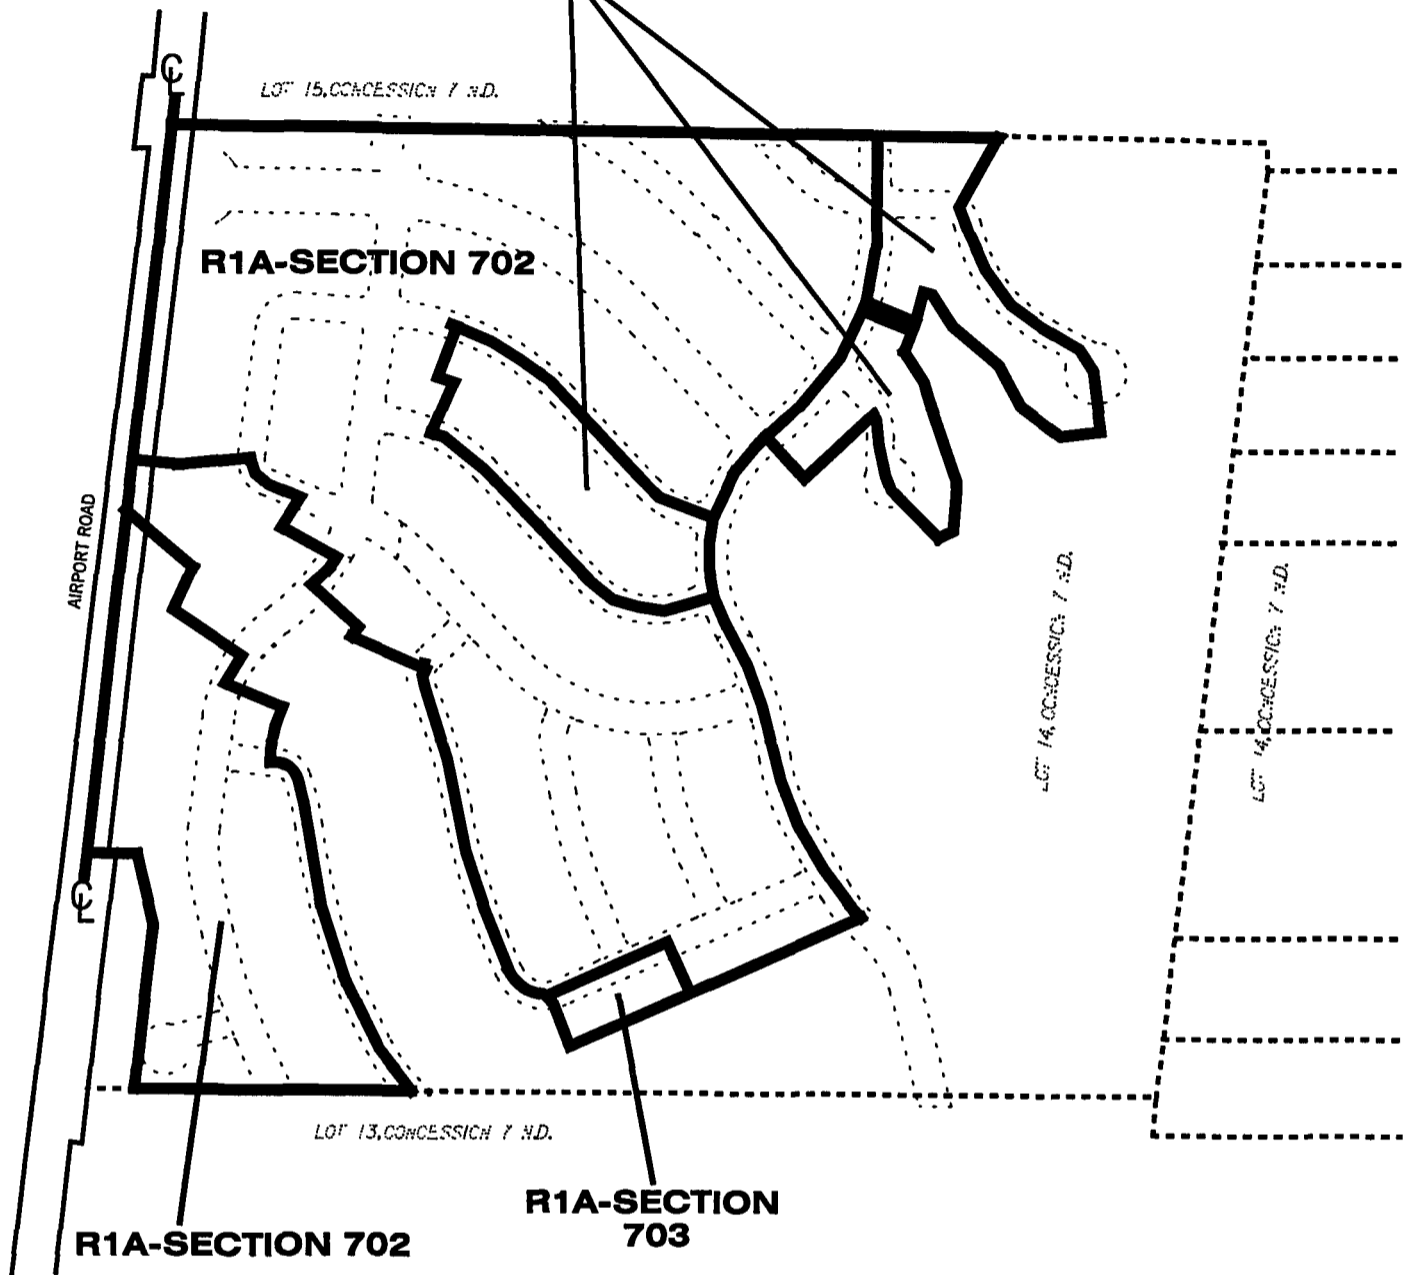 LOT 15, CONCESSION 7 N.D.
R1A-SECTION 702
AIRPORT ROAD
LOT 14, CONCESSION 7 N.D.
LOT 14, CONCESSION 7 N.D.
LOT 13, CONCESSION 7 N.D.
R1A-SECTION
703
R1A-SECTION 702